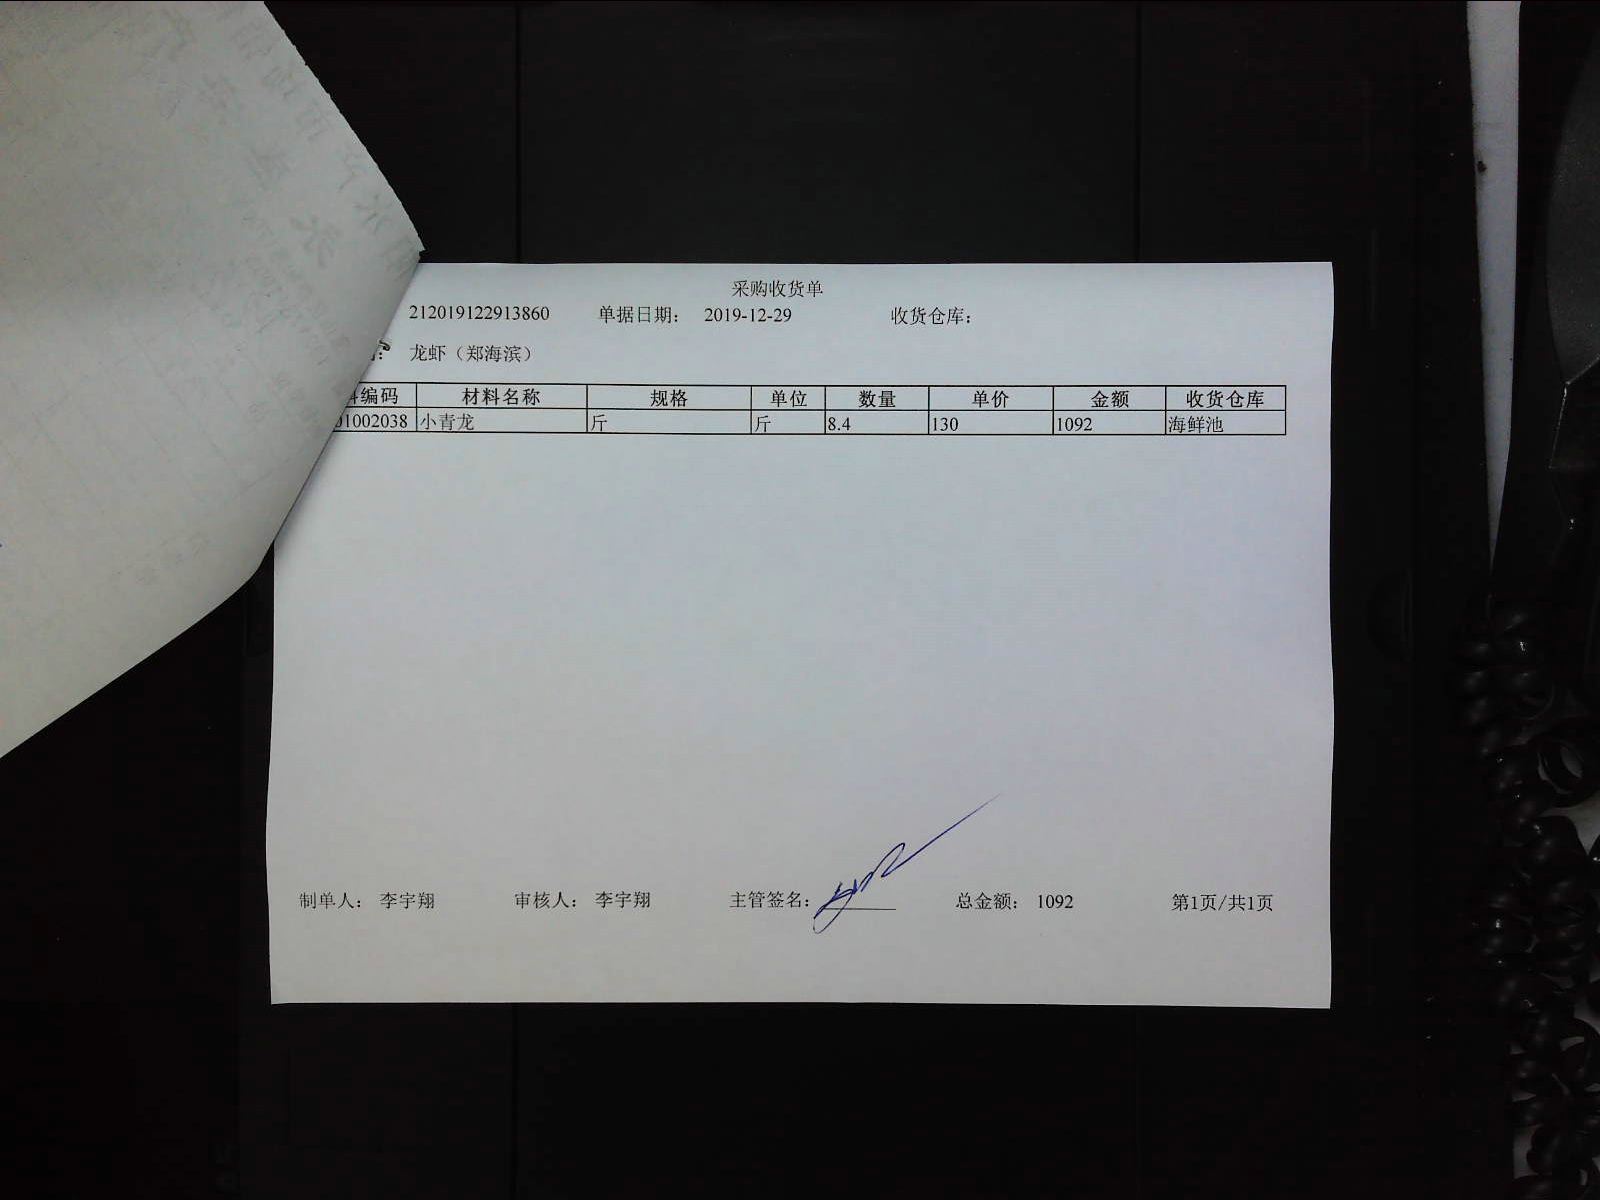 采购收货单
212019122913860 单据日期： 2019-12-29 收货仓库：
龙虾（郑海滨）
编码 材料名称 规格 单位 数量 单价 金额 收货仓库
01002038 小青龙 斤 斤 8.4 130 1092 海鲜池
制单人： 李宇翔 审核人： 李宇翔 主管签名： 总金额： 1092 第1页/共1页